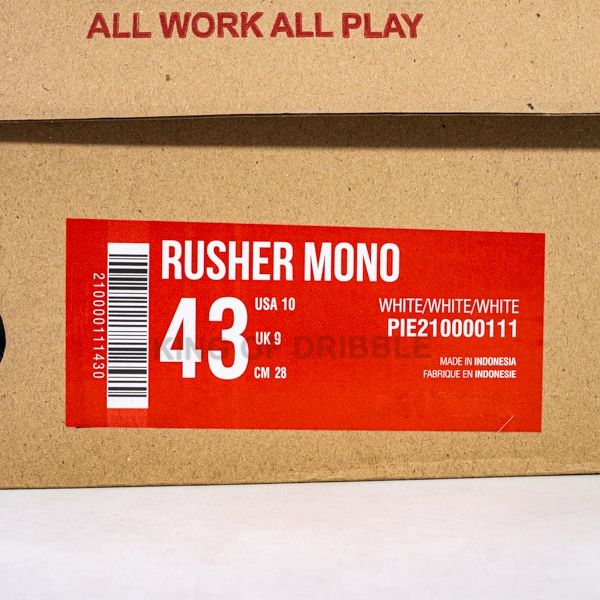 ALL WORK ALL PLAY
RUSHER MONO
43
USA 10
UK 9
CM 28
WHITE/WHITE/WHITE
PIE210000111
MADE IN INDONESIA
FABRIQUE EN INDONESIE
210000111430
KING OF DRIBBLE